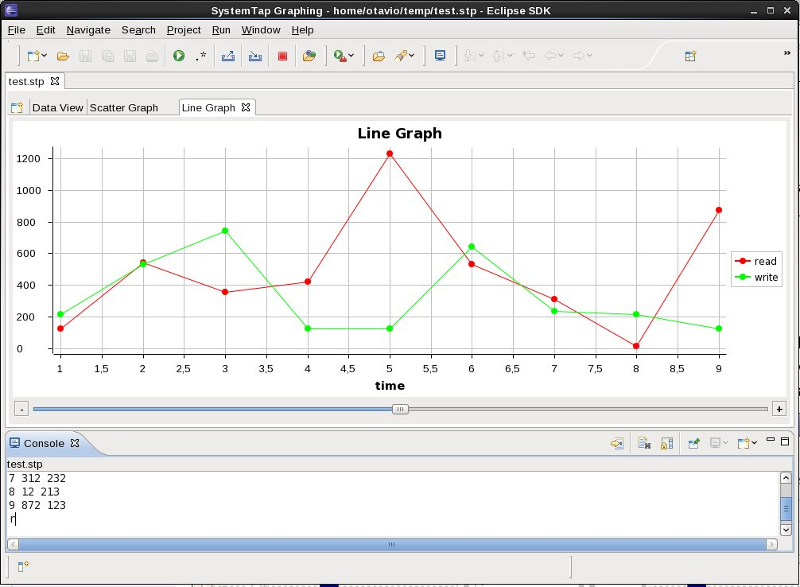 SystemTap Graphing - home/otavio/temp/test.stp - Eclipse SDK
File Edit Navigate Search Project Run Window Help
test.stp
Data View Scatter Graph Line Graph
Line Graph
1200
1000
800
600
400
200
0
read
write
1 1,5 2 2,5 3 3,5 4 4,5 5 5,5 6 6,5 7 7,5 8 8,5 9
time
- +
Console
test.stp
7 312 232
8 12 213
9 872 123
r